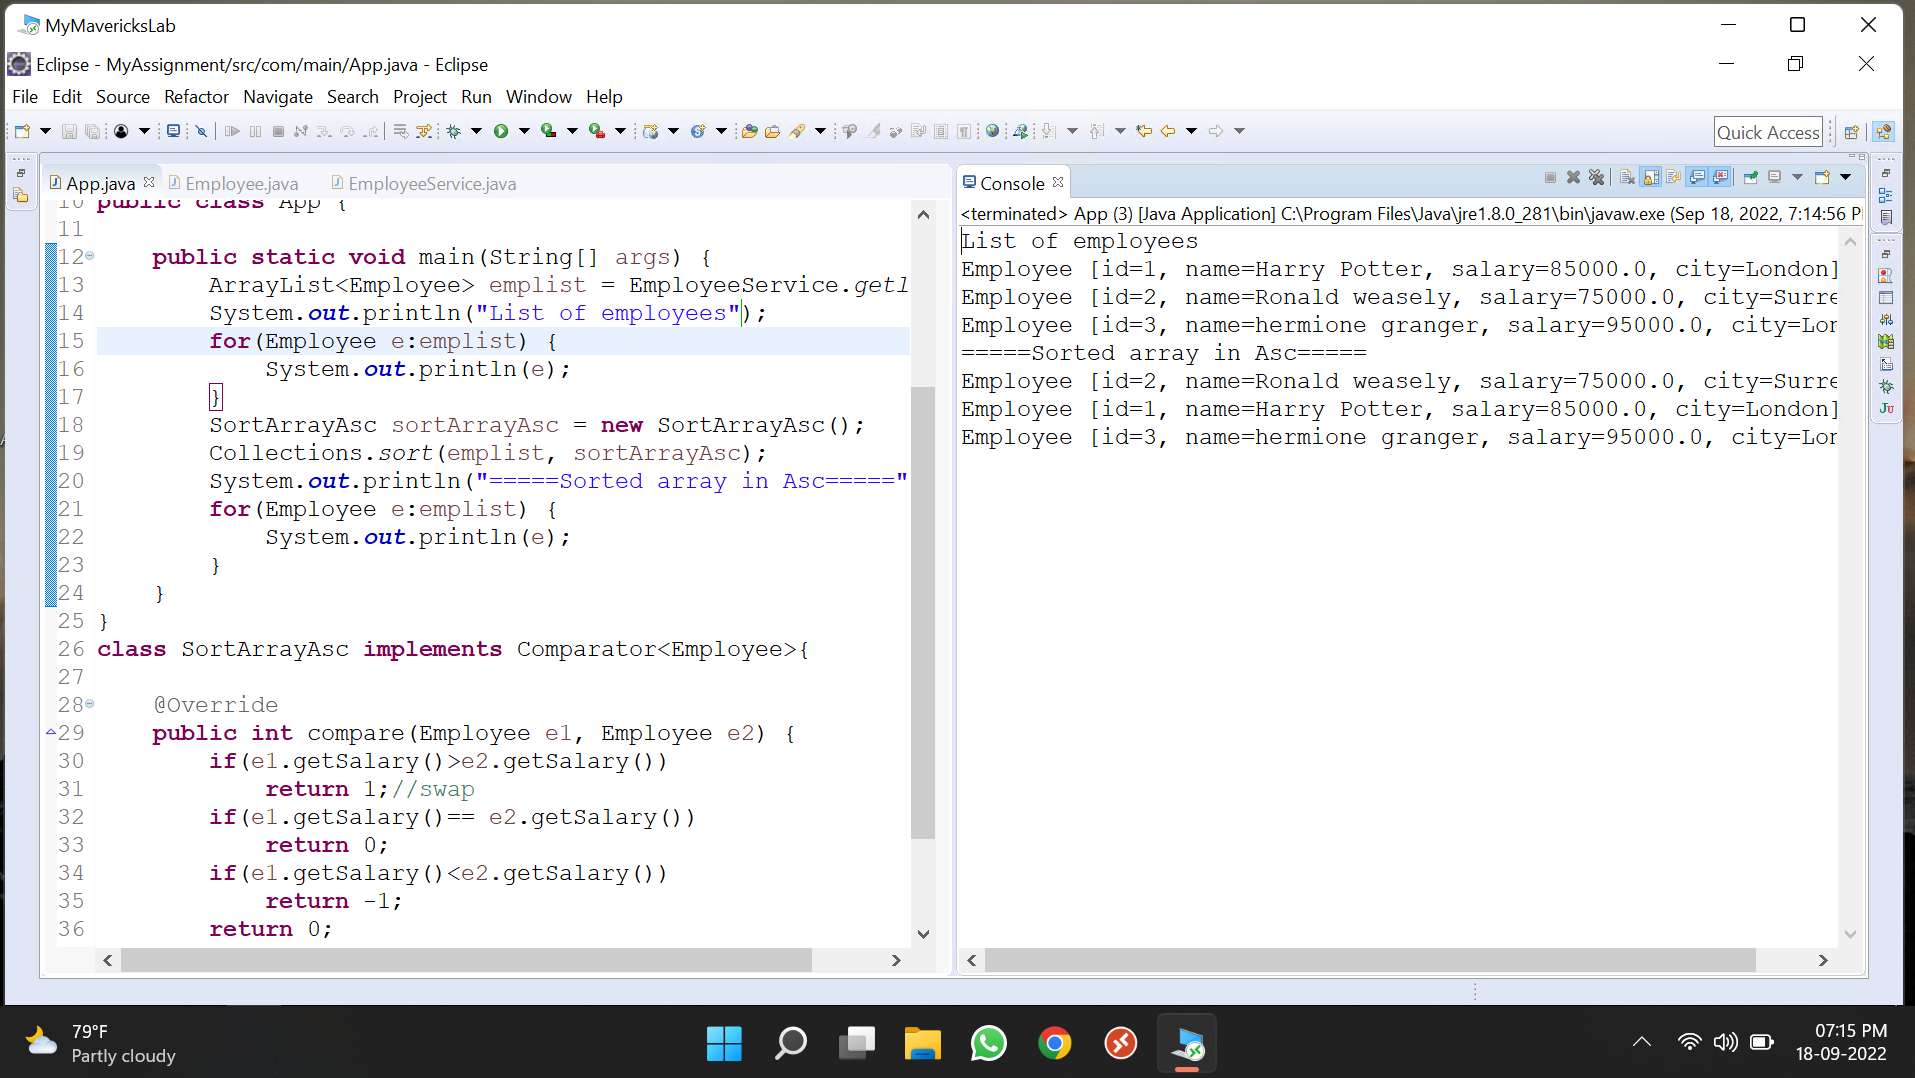 MyMavericksLab
Eclipse - MyAssignment/src/com/main/App.java - Eclipse
File Edit Source Refactor Navigate Search Project Run Window Help
Quick Access
App.java Employee.java EmployeeService.java
10 public class App {
11
12 public static void main(String[] args) {
13 ArrayList<Employee> emplist = EmployeeService.getl
14 System.out.println("List of employees");
15 for(Employee e:emplist) {
16 System.out.println(e);
17 }
18 SortArrayAsc sortArrayAsc = new SortArrayAsc();
19 Collections.sort(emplist, sortArrayAsc);
20 System.out.println("=====Sorted array in Asc====="
21 for(Employee e:emplist) {
22 System.out.println(e);
23 }
24 }
25 }
26 class SortArrayAsc implements Comparator<Employee>{
27
28 @Override
29 public int compare(Employee e1, Employee e2) {
30 if(e1.getSalary()>e2.getSalary())
31 return 1;//swap
32 if(e1.getSalary()== e2.getSalary())
33 return 0;
34 if(e1.getSalary()<e2.getSalary())
35 return -1;
36 return 0;
Console
<terminated> App (3) [Java Application] C:\Program Files\Java\jre1.8.0_281\bin\javaw.exe (Sep 18, 2022, 7:14:56 P
List of employees
Employee [id=1, name=Harry Potter, salary=85000.0, city=London]
Employee [id=2, name=Ronald weasely, salary=75000.0, city=Surre
Employee [id=3, name=hermione granger, salary=95000.0, city=Lon
=====Sorted array in Asc=====
Employee [id=2, name=Ronald weasely, salary=75000.0, city=Surre
Employee [id=1, name=Harry Potter, salary=85000.0, city=London]
Employee [id=3, name=hermione granger, salary=95000.0, city=Lon
Ju
79°F
Partly cloudy
07:15 PM
18-09-2022